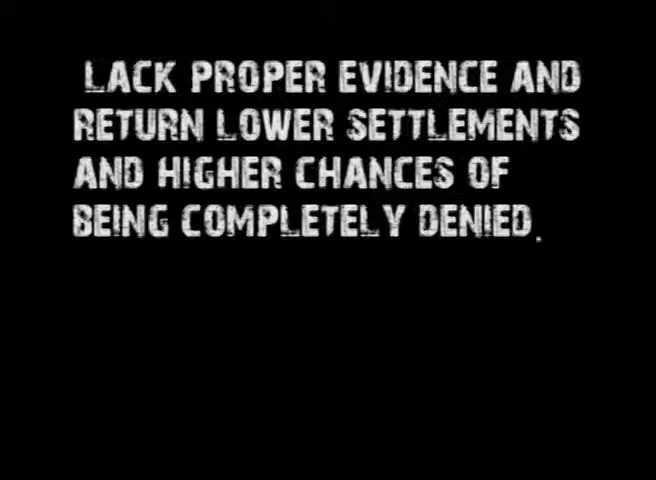 LACK PROPER EVIDENCE AND
RETURN LOWER SETTLEMENTS
AND HIGHER CHANCES OF
BEING COMPLETELY DENIED.